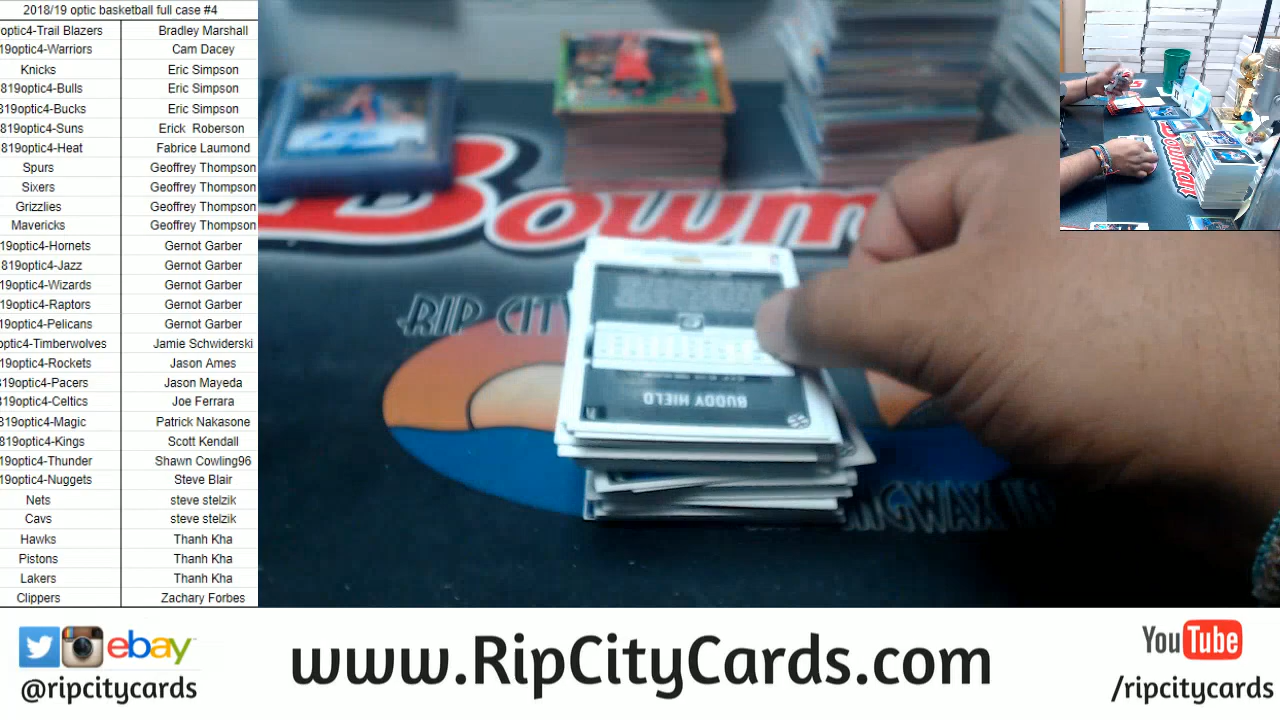 2018/19 optic basketball full case #4
optic4-Trail Blazers Bradley Marshall
19optic4-Warriors Cam Dacey
Knicks Eric Simpson
819optic4-Bulls Eric Simpson
819optic4-Bucks Eric Simpson
819optic4-Suns Erick Roberson
819optic4-Heat Fabrice Laumond
Spurs Geoffrey Thompson
Sixers Geoffrey Thompson
Grizzlies Geoffrey Thompson
Mavericks Geoffrey Thompson
19optic4-Hornets Gernot Garber
819optic4-Jazz Gernot Garber
19optic4-Wizards Gernot Garber
19optic4-Raptors Gernot Garber
19optic4-Pelicans Gernot Garber
optic4-Timberwolves Jamie Schwiderski
19optic4-Rockets Jason Ames
819optic4-Pacers Jason Mayeda
819optic4-Celtics Joe Ferrara
819optic4-Magic Patrick Nakasone
819optic4-Kings Scott Kendall
19optic4-Thunder Shawn Cowling96
19optic4-Nuggets Steve Blair
Nets steve stelzik
Cavs steve stelzik
Hawks Thanh Kha
Pistons Thanh Kha
Lakers Thanh Kha
Clippers Zachary Forbes
Bowman
Bowm
RIP CITY
BUDDY HIELD
INGWAX IN
ebay
@ripcitycards
www.RipCityCards.com
YouTube
/ripcitycards